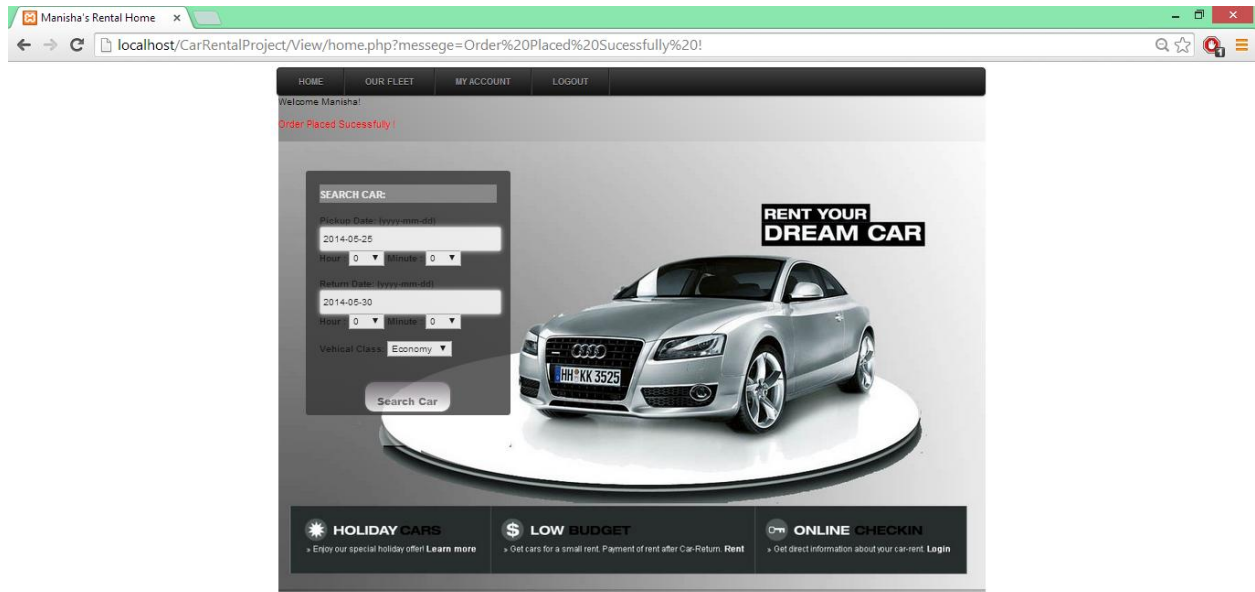 Manisha's Rental Home
localhost/CarRentalProject/View/home.php?messege=Order%20Placed%20Sucessfully%20!
HOME OUR FLEET MY ACCOUNT LOGOUT
Welcome Manisha!
Order Placed Sucessfully !
SEARCH CAR:
Pickup Date: (yyyy-mm-dd)
2014-05-25
Hour : 0 Minute : 0
Return Date: (yyyy-mm-dd)
2014-05-30
Hour : 0 Minute : 0
Vehical Class: Economy
Search Car
RENT YOUR
DREAM CAR
HH KK 3525
HOLIDAY CARS
» Enjoy our special holiday offer! Learn more
LOW BUDGET
» Get cars for a small rent. Payment of rent after Car-Return. Rent
ONLINE CHECKIN
» Get direct information about your car-rent. Login